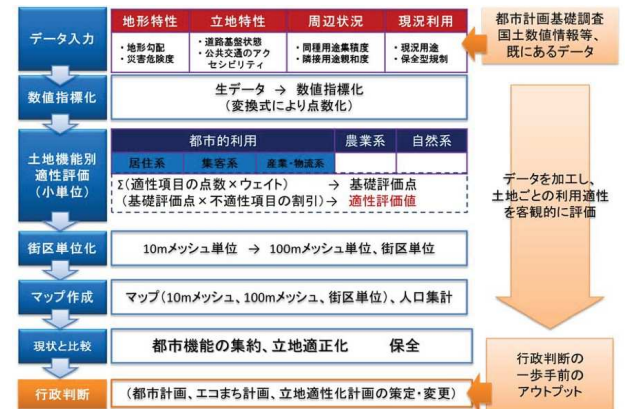 データ入力
地形特性
立地特性
周辺状況
現況利用
・地形勾配
・災害危険度
・道路基盤状態
・公共交通のアク
セシビリティ
・同種用途集積度
・隣接用途親和度
・現況用途
・保全型規制
都市計画基礎調査
国土数値情報等、
既にあるデータ
数値指標化
生データ → 数値指標化
(変換式により点数化)
土地機能別
適性評価
(小単位)
都市的利用
農業系
自然系
居住系
集客系
産業・物流系
Σ(適性項目の点数×ウェイト) → 基礎評価点
(基礎評価点×不適性項目の割引)→ 適性評価値
データを加工し、
土地ごとの利用適性
を客観的に評価
街区単位化
10mメッシュ単位 → 100mメッシュ単位、街区単位
マップ作成
マップ(10mメッシュ、100mメッシュ、街区単位)、人口集計
現状と比較
都市機能の集約、立地適正化 保全
行政判断
(都市計画、エコまち計画、立地適性化計画の策定・変更)
行政判断の
一歩手前の
アウトプット